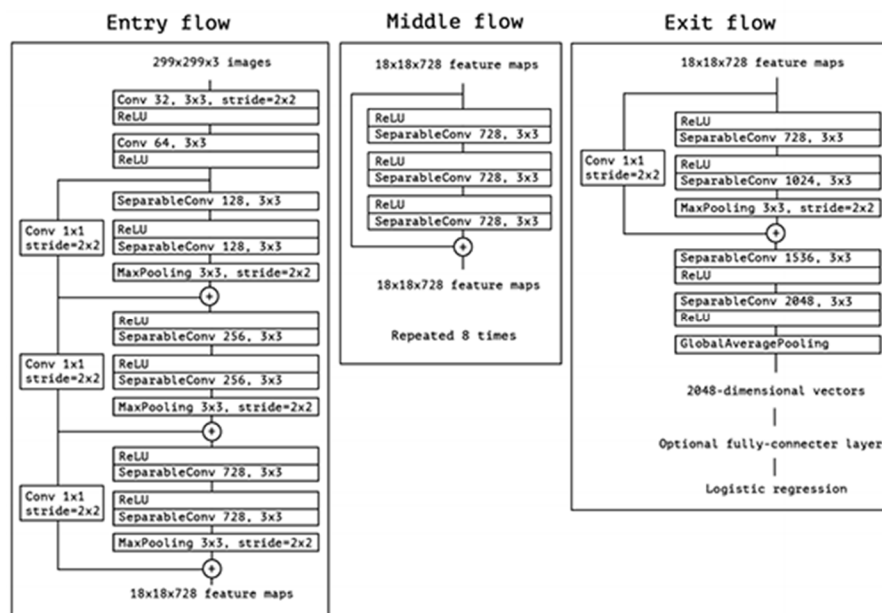 Entry flow
299x299x3 images
Conv 32, 3x3, stride=2x2
ReLU
Conv 64, 3x3
ReLU
SeparableConv 128, 3x3
Conv 1x1
stride=2x2
ReLU
SeparableConv 128, 3x3
MaxPooling 3x3, stride=2x2
+
ReLU
SeparableConv 256, 3x3
Conv 1x1
stride=2x2
ReLU
SeparableConv 256, 3x3
MaxPooling 3x3, stride=2x2
+
ReLU
SeparableConv 728, 3x3
Conv 1x1
stride=2x2
ReLU
SeparableConv 728, 3x3
MaxPooling 3x3, stride=2x2
+
18x18x728 feature maps
Middle flow
18x18x728 feature maps
ReLU
SeparableConv 728, 3x3
ReLU
SeparableConv 728, 3x3
ReLU
SeparableConv 728, 3x3
+
18x18x728 feature maps
Repeated 8 times
Exit flow
18x18x728 feature maps
ReLU
SeparableConv 728, 3x3
Conv 1x1
stride=2x2
ReLU
SeparableConv 1024, 3x3
MaxPooling 3x3, stride=2x2
+
SeparableConv 1536, 3x3
ReLU
SeparableConv 2048, 3x3
ReLU
GlobalAveragePooling
2048-dimensional vectors
Optional fully-connecter layer
Logistic regression